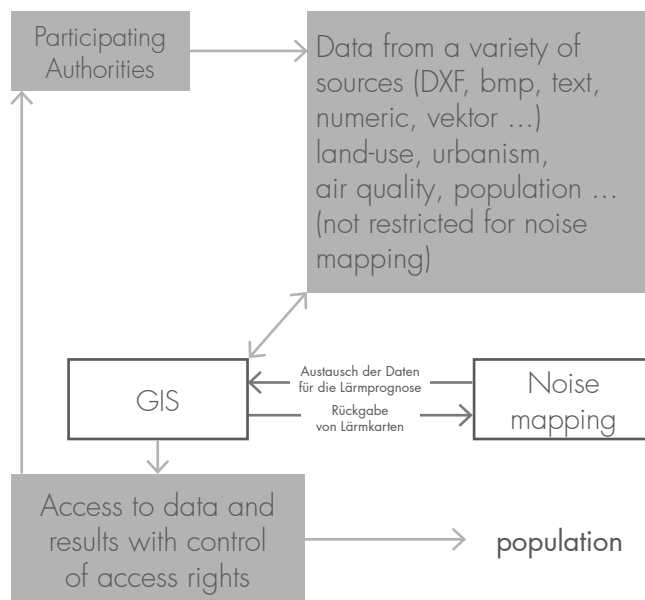 Participating
Authorities
Data from a variety of
sources (DXF, bmp, text,
numeric, vektor ...)
land-use, urbanism,
air quality, population ...
(not restricted for noise
mapping)
GIS
Austausch der Daten
für die Lärmprognose
Rückgabe
von Lärmkarten
Noise
mapping
Access to data and
results with control
of access rights
population